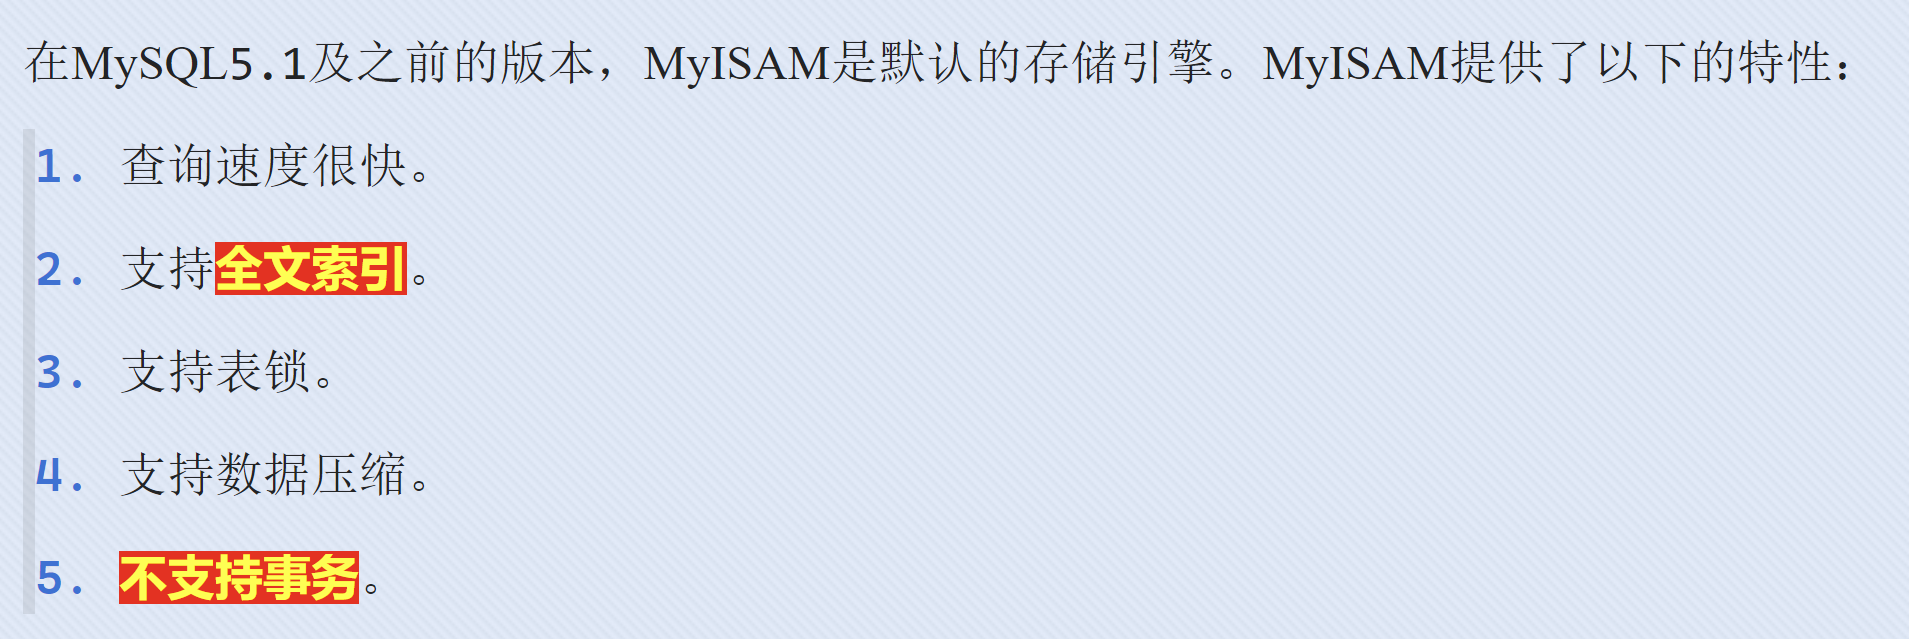 在MySQL5.1及之前的版本，MyISAM是默认的存储引擎。MyISAM提供了以下的特性：
1. 查询速度很快。
2. 支持全文索引。
3. 支持表锁。
4. 支持数据压缩。
5. 不支持事务。